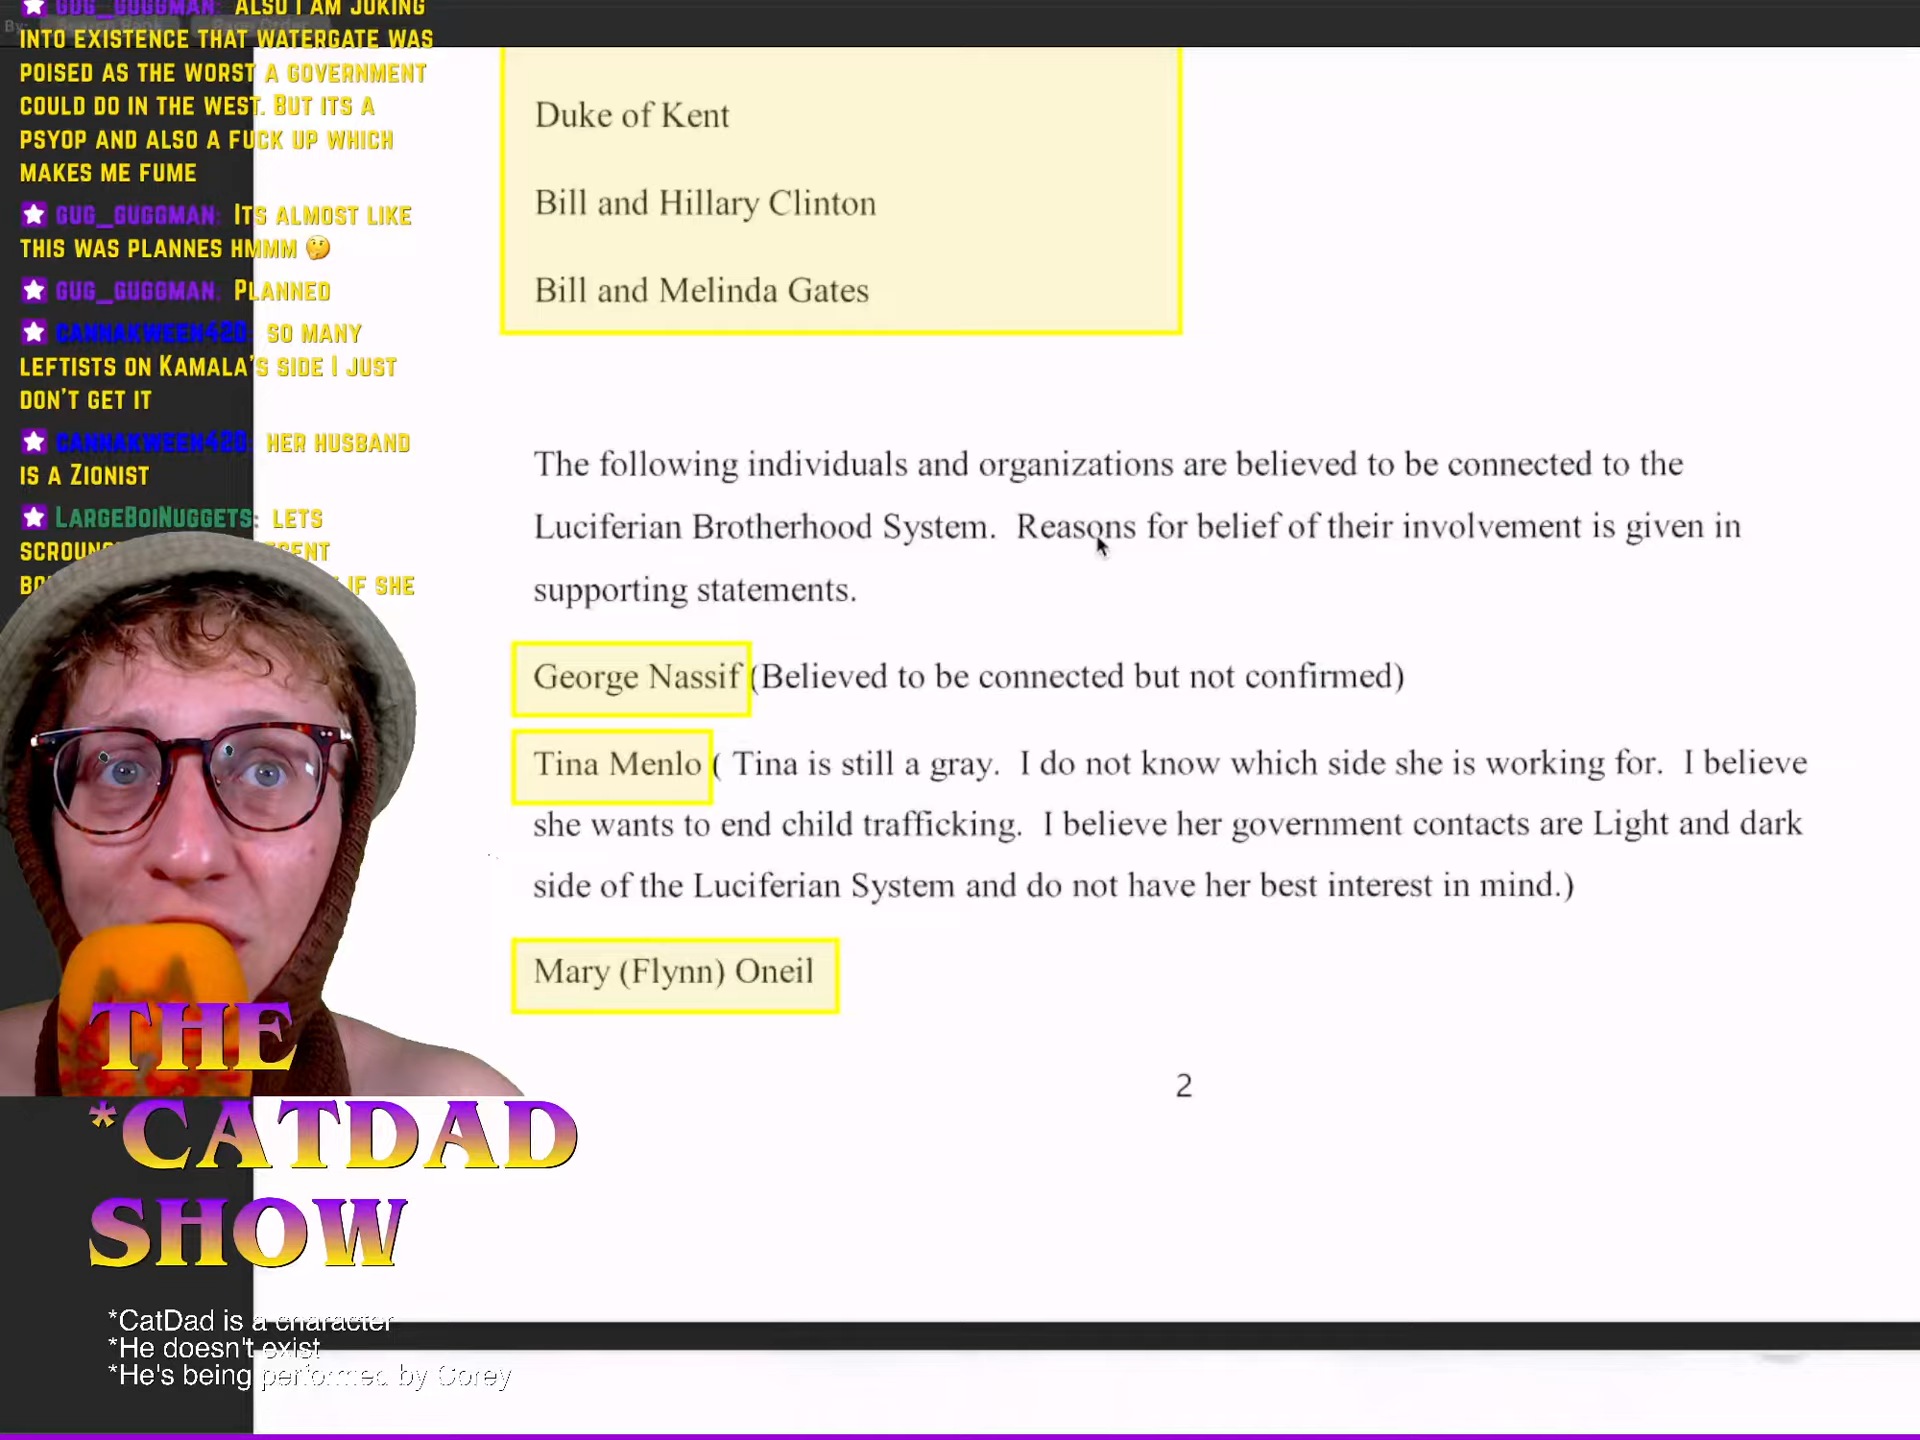 GUG_GUGGMAN: ALSO I AM JOKING
INTO EXISTENCE THAT WATERGATE WAS
POISED AS THE WORST A GOVERNMENT
COULD DO IN THE WEST. BUT ITS A
PSYOP AND ALSO A FUCK UP WHICH
MAKES ME FUME
GUG_GUGGMAN: ITS ALMOST LIKE
THIS WAS PLANNES HMMM 🤔
GUG_GUGGMAN: PLANNED
CANNAKWEEN420: SO MANY
LEFTISTS ON KAMALA'S SIDE I JUST
DON'T GET IT
CANNAKWEEN420: HER HUSBAND
IS A ZIONIST
LARGEBOINUGGETS: LETS
IF SHE
Duke of Kent
Bill and Hillary Clinton
Bill and Melinda Gates
The following individuals and organizations are believed to be connected to the
Luciferian Brotherhood System. Reasons for belief of their involvement is given in
supporting statements.
George Nassif (Believed to be connected but not confirmed)
Tina Menlo ( Tina is still a gray. I do not know which side she is working for. I believe
she wants to end child trafficking. I believe her government contacts are Light and dark
side of the Luciferian System and do not have her best interest in mind.)
Mary (Flynn) Oneil
2
THE
*CATDAD
SHOW
*CatDad is a character
*He doesn't exist
*He's being performed by Corey